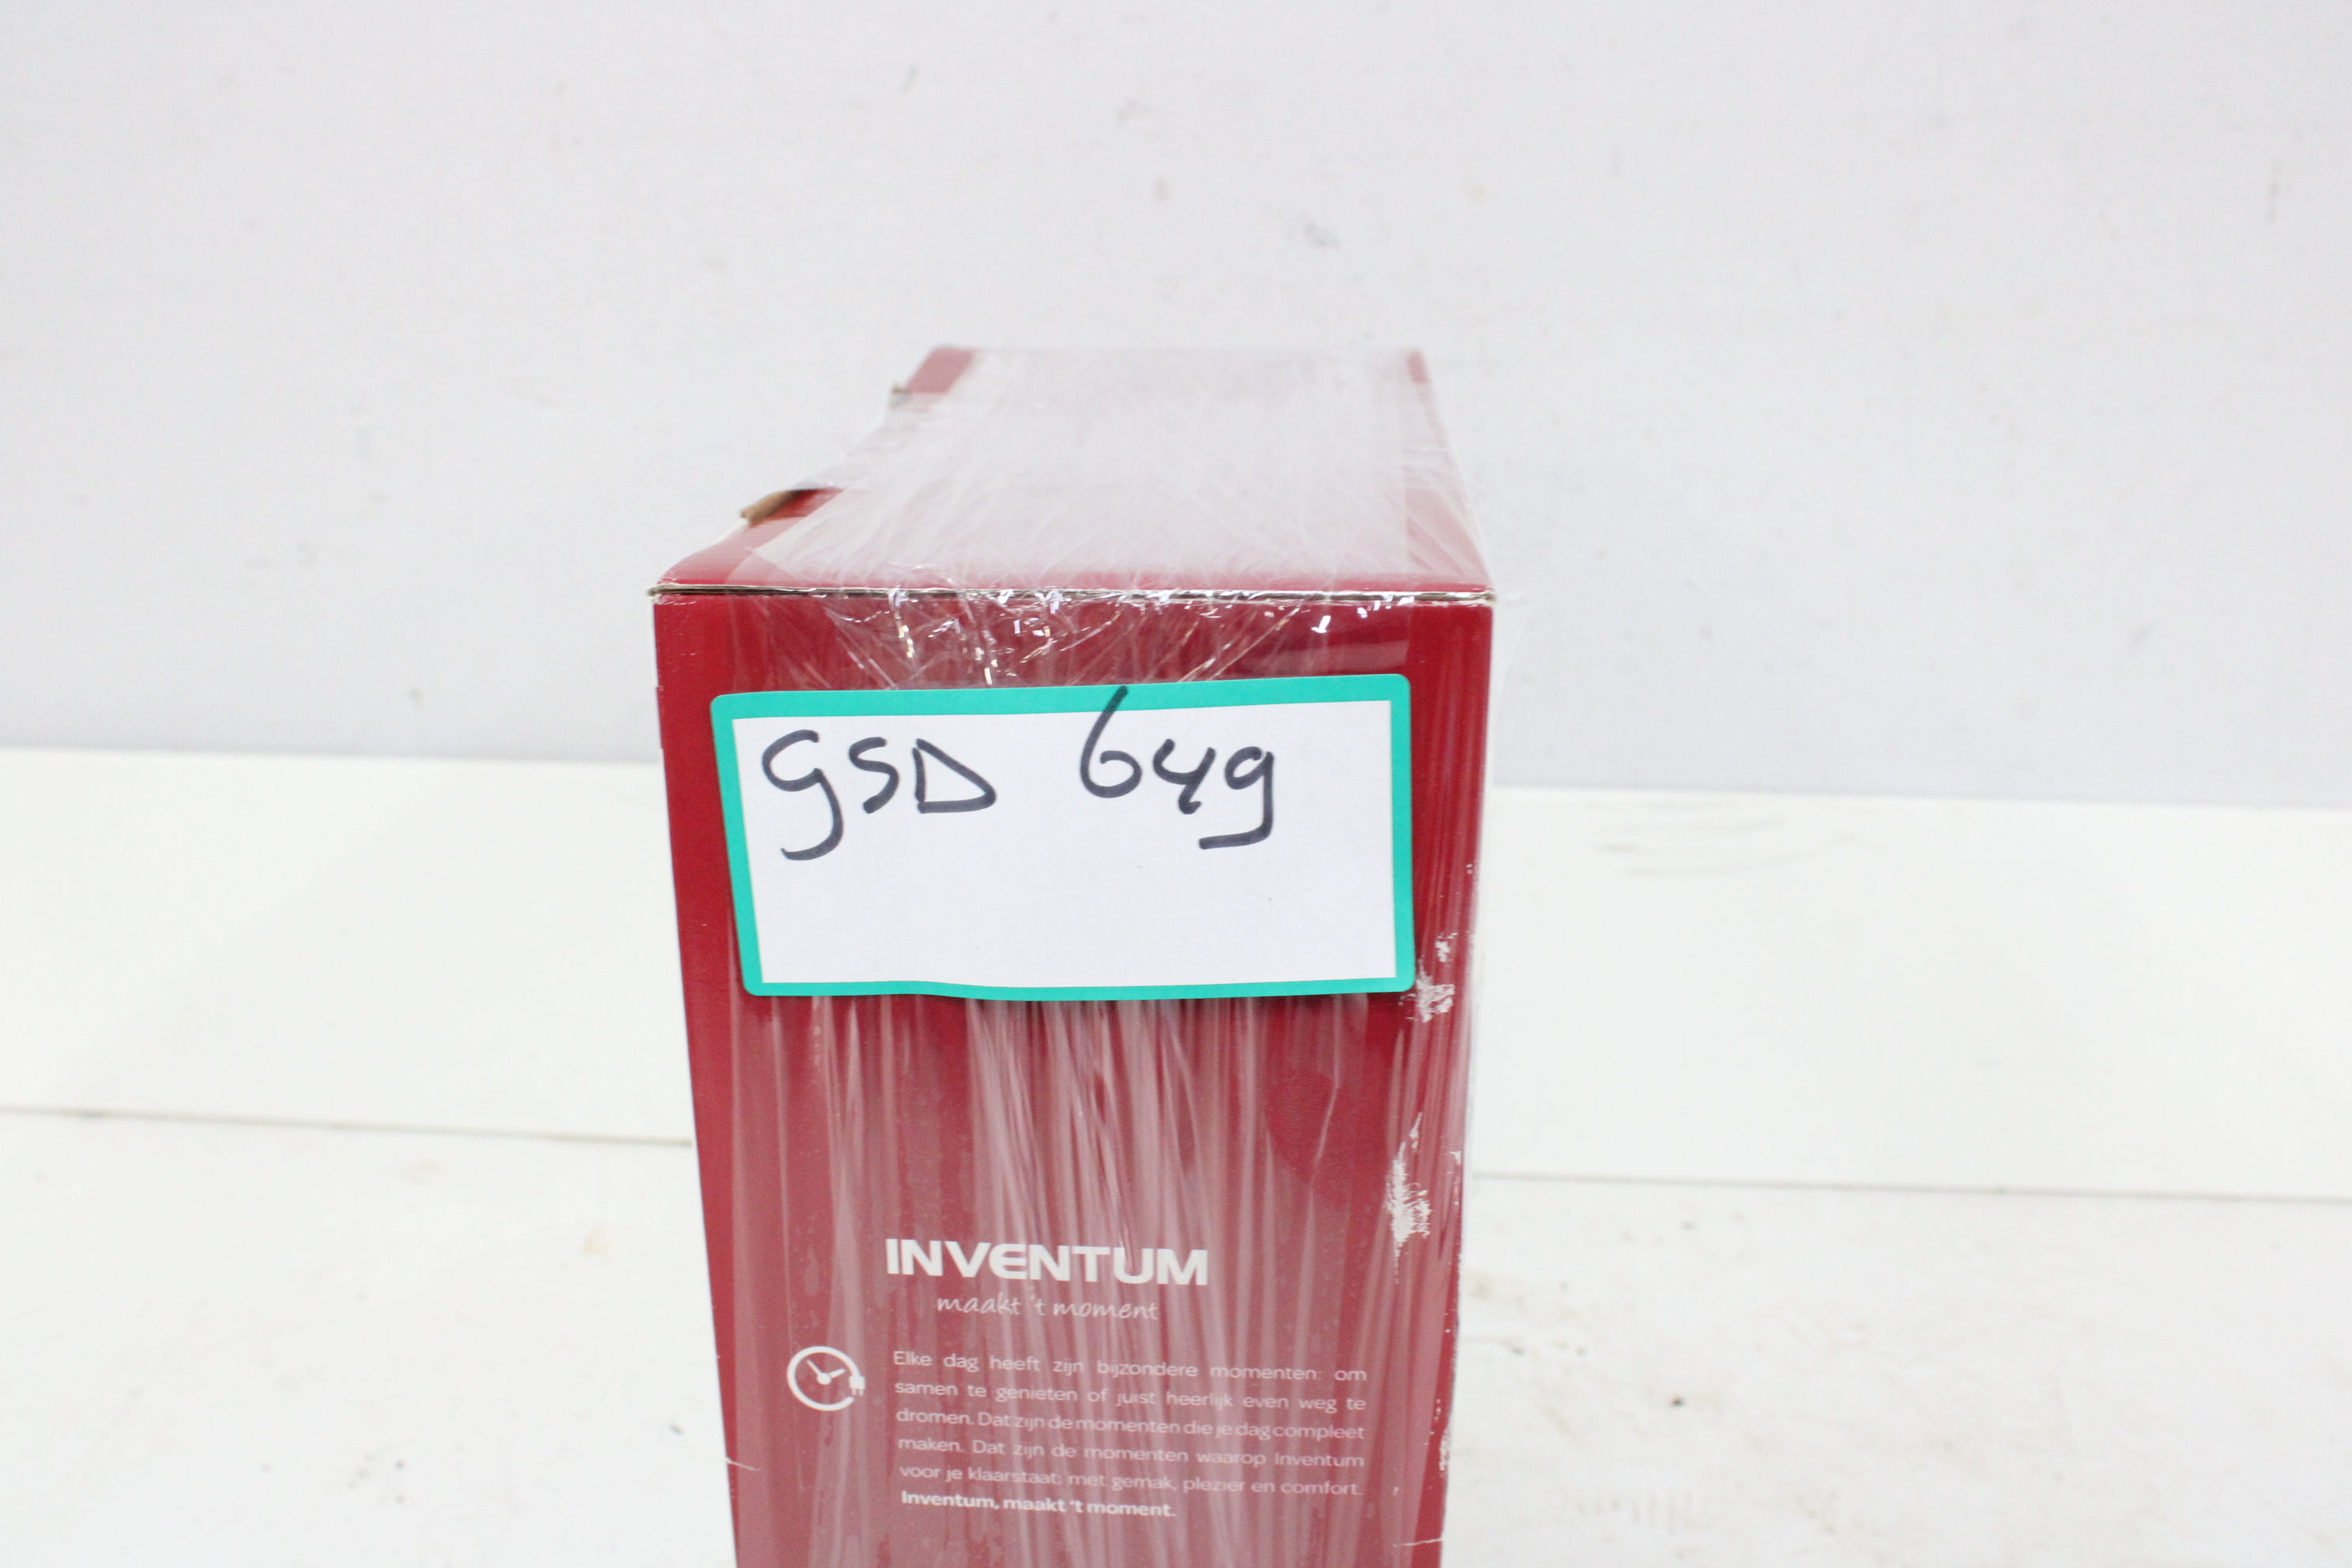 GSD 649
INVENTUM
maakt 't moment
Elke dag heeft zijn bijzondere momenten: om
samen te genieten of juist heerlijk even weg te
dromen. Dat zijn de momenten die je dag compleet
maken. Dat zijn de momenten waarop Inventum
voor je klaarstaat; met gemak, plezier en comfort.
Inventum, maakt 't moment.